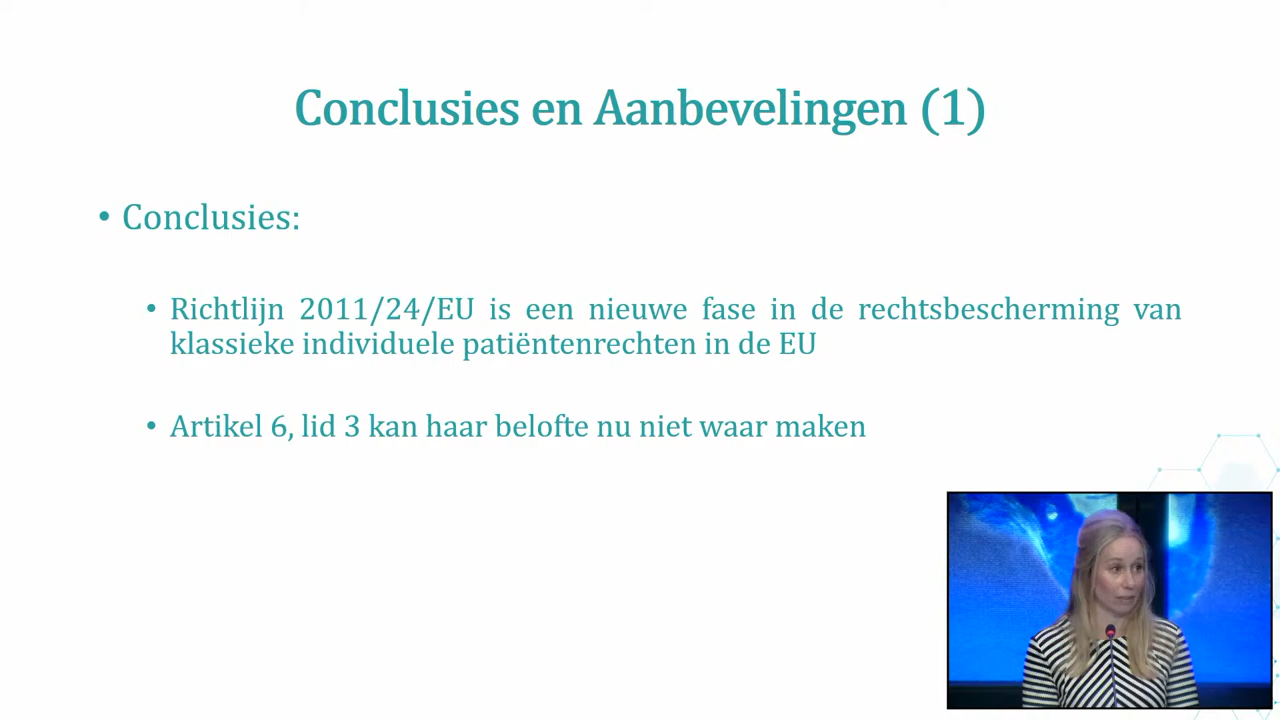 Conclusies en Aanbevelingen (1)
• Conclusies:
• Richtlijn 2011/24/EU is een nieuwe fase in de rechtsbescherming van
klassieke individuele patiëntenrechten in de EU
• Artikel 6, lid 3 kan haar belofte nu niet waar maken